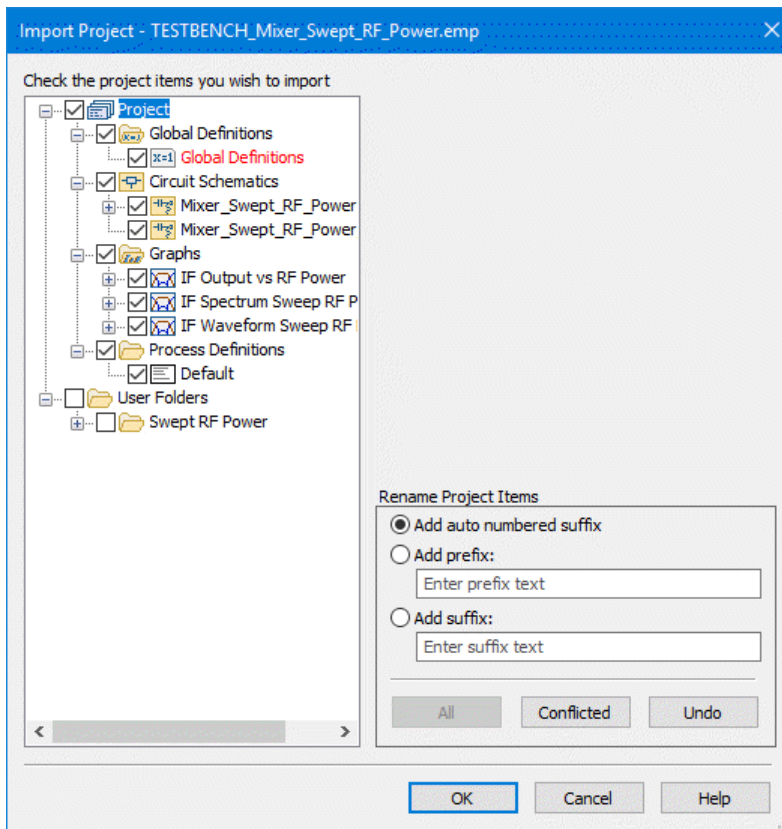 Import Project - TESTBENCH_Mixer_Swept_RF_Power.emp
Check the project items you wish to import
Project
Global Definitions
x=1 Global Definitions
Circuit Schematics
Mixer_Swept_RF_Power
Mixer_Swept_RF_Power
Graphs
IF Output vs RF Power
IF Spectrum Sweep RF P
IF Waveform Sweep RF
Process Definitions
Default
User Folders
Swept RF Power
Rename Project Items
Add auto numbered suffix
Add prefix:
Enter prefix text
Add suffix:
Enter suffix text
All Conflicted Undo
OK Cancel Help